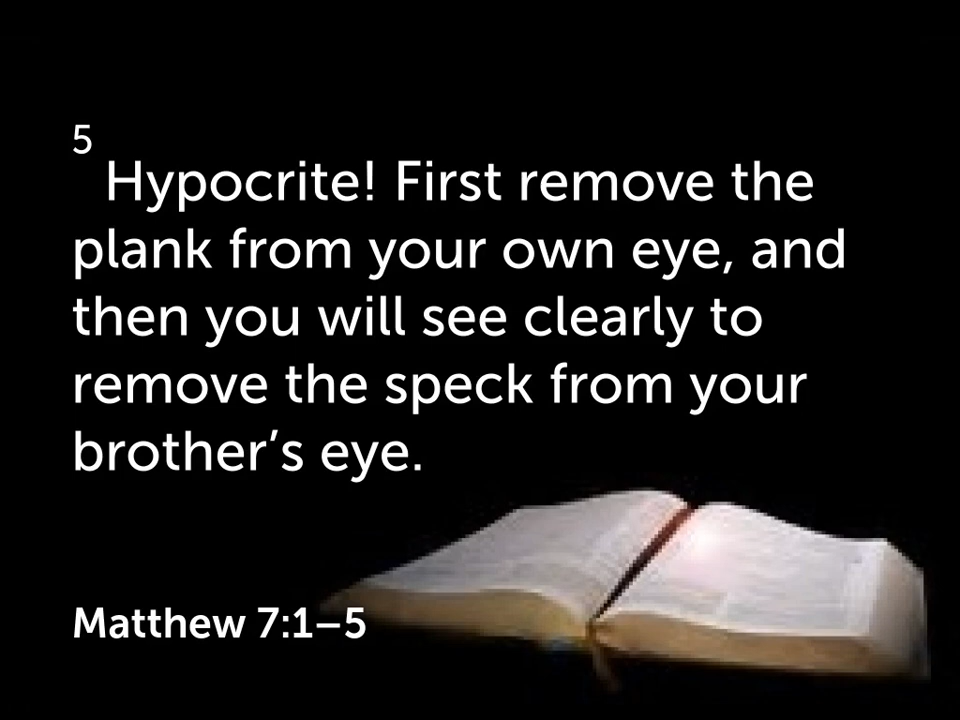 5
Hypocrite! First remove the
plank from your own eye, and
then you will see clearly to
remove the speck from your
brother’s eye.
Matthew 7:1–5